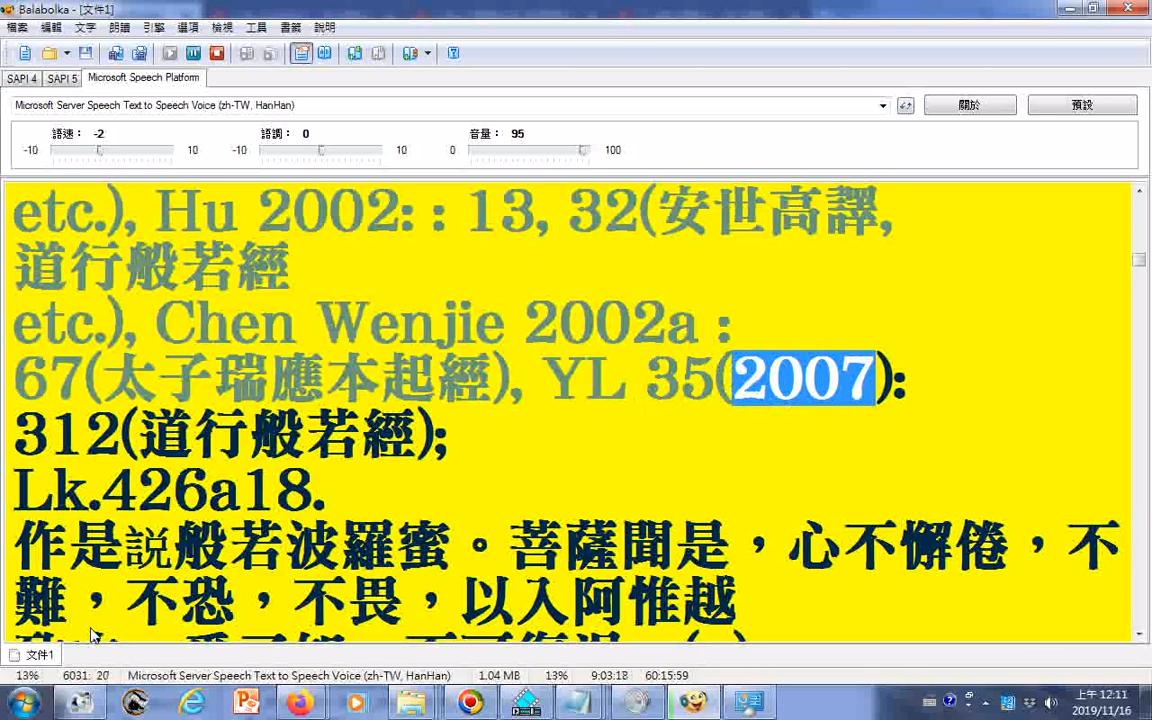 Balabolka - [文件1]
檔案 編輯 文字 朗讀 引擎 選項 檢視 工具 書籤 說明
SAPI 4 SAPI 5 Microsoft Speech Platform
Microsoft Server Speech Text to Speech Voice (zh-TW, HanHan) 關於 預設
語速： -2 語調： 0 音量： 95
-10 10 -10 10 0 100
etc.), Hu 2002: : 13, 32(安世高譯,
道行般若經
etc.), Chen Wenjie 2002a :
67(太子瑞應本起經), YL 35(2007):
312(道行般若經);
Lk.426a18.
作是説般若波羅蜜。菩薩聞是，心不懈倦，不
難，不恐，不畏，以入阿惟越
文件1
13% 6031: 20 Microsoft Server Speech Text to Speech Voice (zh-TW, HanHan) 1.04 MB 13% 9:03:18 60:15:59
上午 12:11
2019/11/16